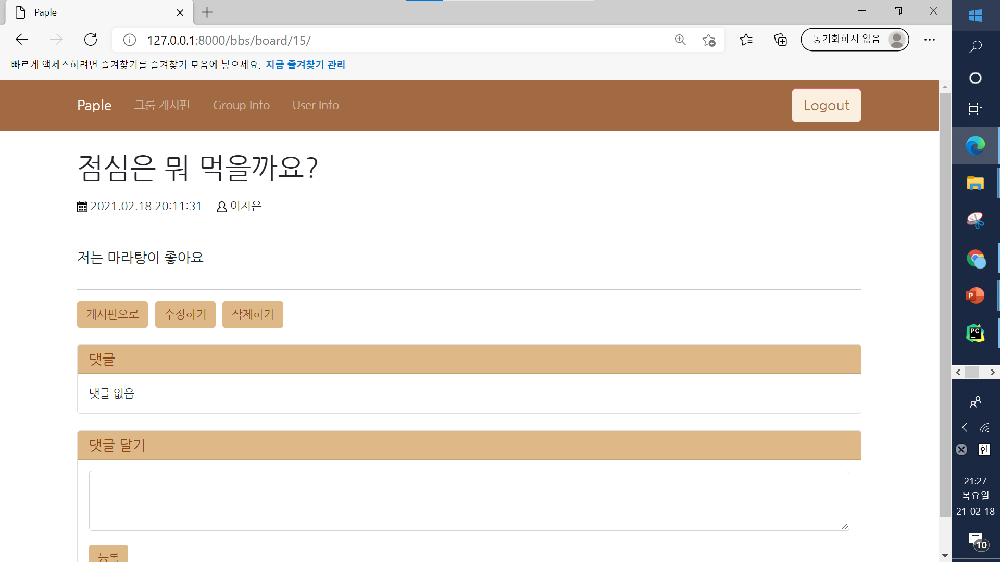 Paple
127.0.0.1:8000/bbs/board/15/
동기화하지 않음
빠르게 액세스하려면 즐겨찾기를 즐겨찾기 모음에 넣으세요. 지금 즐겨찾기 관리
Paple 그룹 게시판 Group Info User Info Logout
점심은 뭐 먹을까요?
2021.02.18 20:11:31 이지은
저는 마라탕이 좋아요
게시판으로 수정하기 삭제하기
댓글
댓글 없음
댓글 달기
등록
PC
P
한
21:27
목요일
21-02-18
10